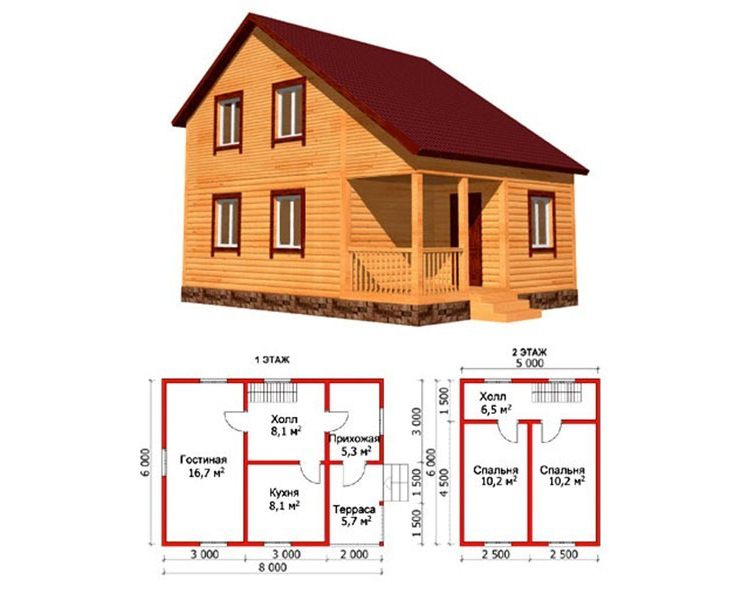 1 ЭТАЖ
6 000
Гостиная
16,7 м²
Холл
8,1 м²
Прихожая
5,3 м²
Кухня
8,1 м²
Терраса
5,7 м²
3 000
1 500
1 500
3 000
3 000
2 000
8 000
2 ЭТАЖ
5 000
6 000
1 500
4 500
Холл
6,5 м²
Спальня
10,2 м²
Спальня
10,2 м²
2 500
2 500